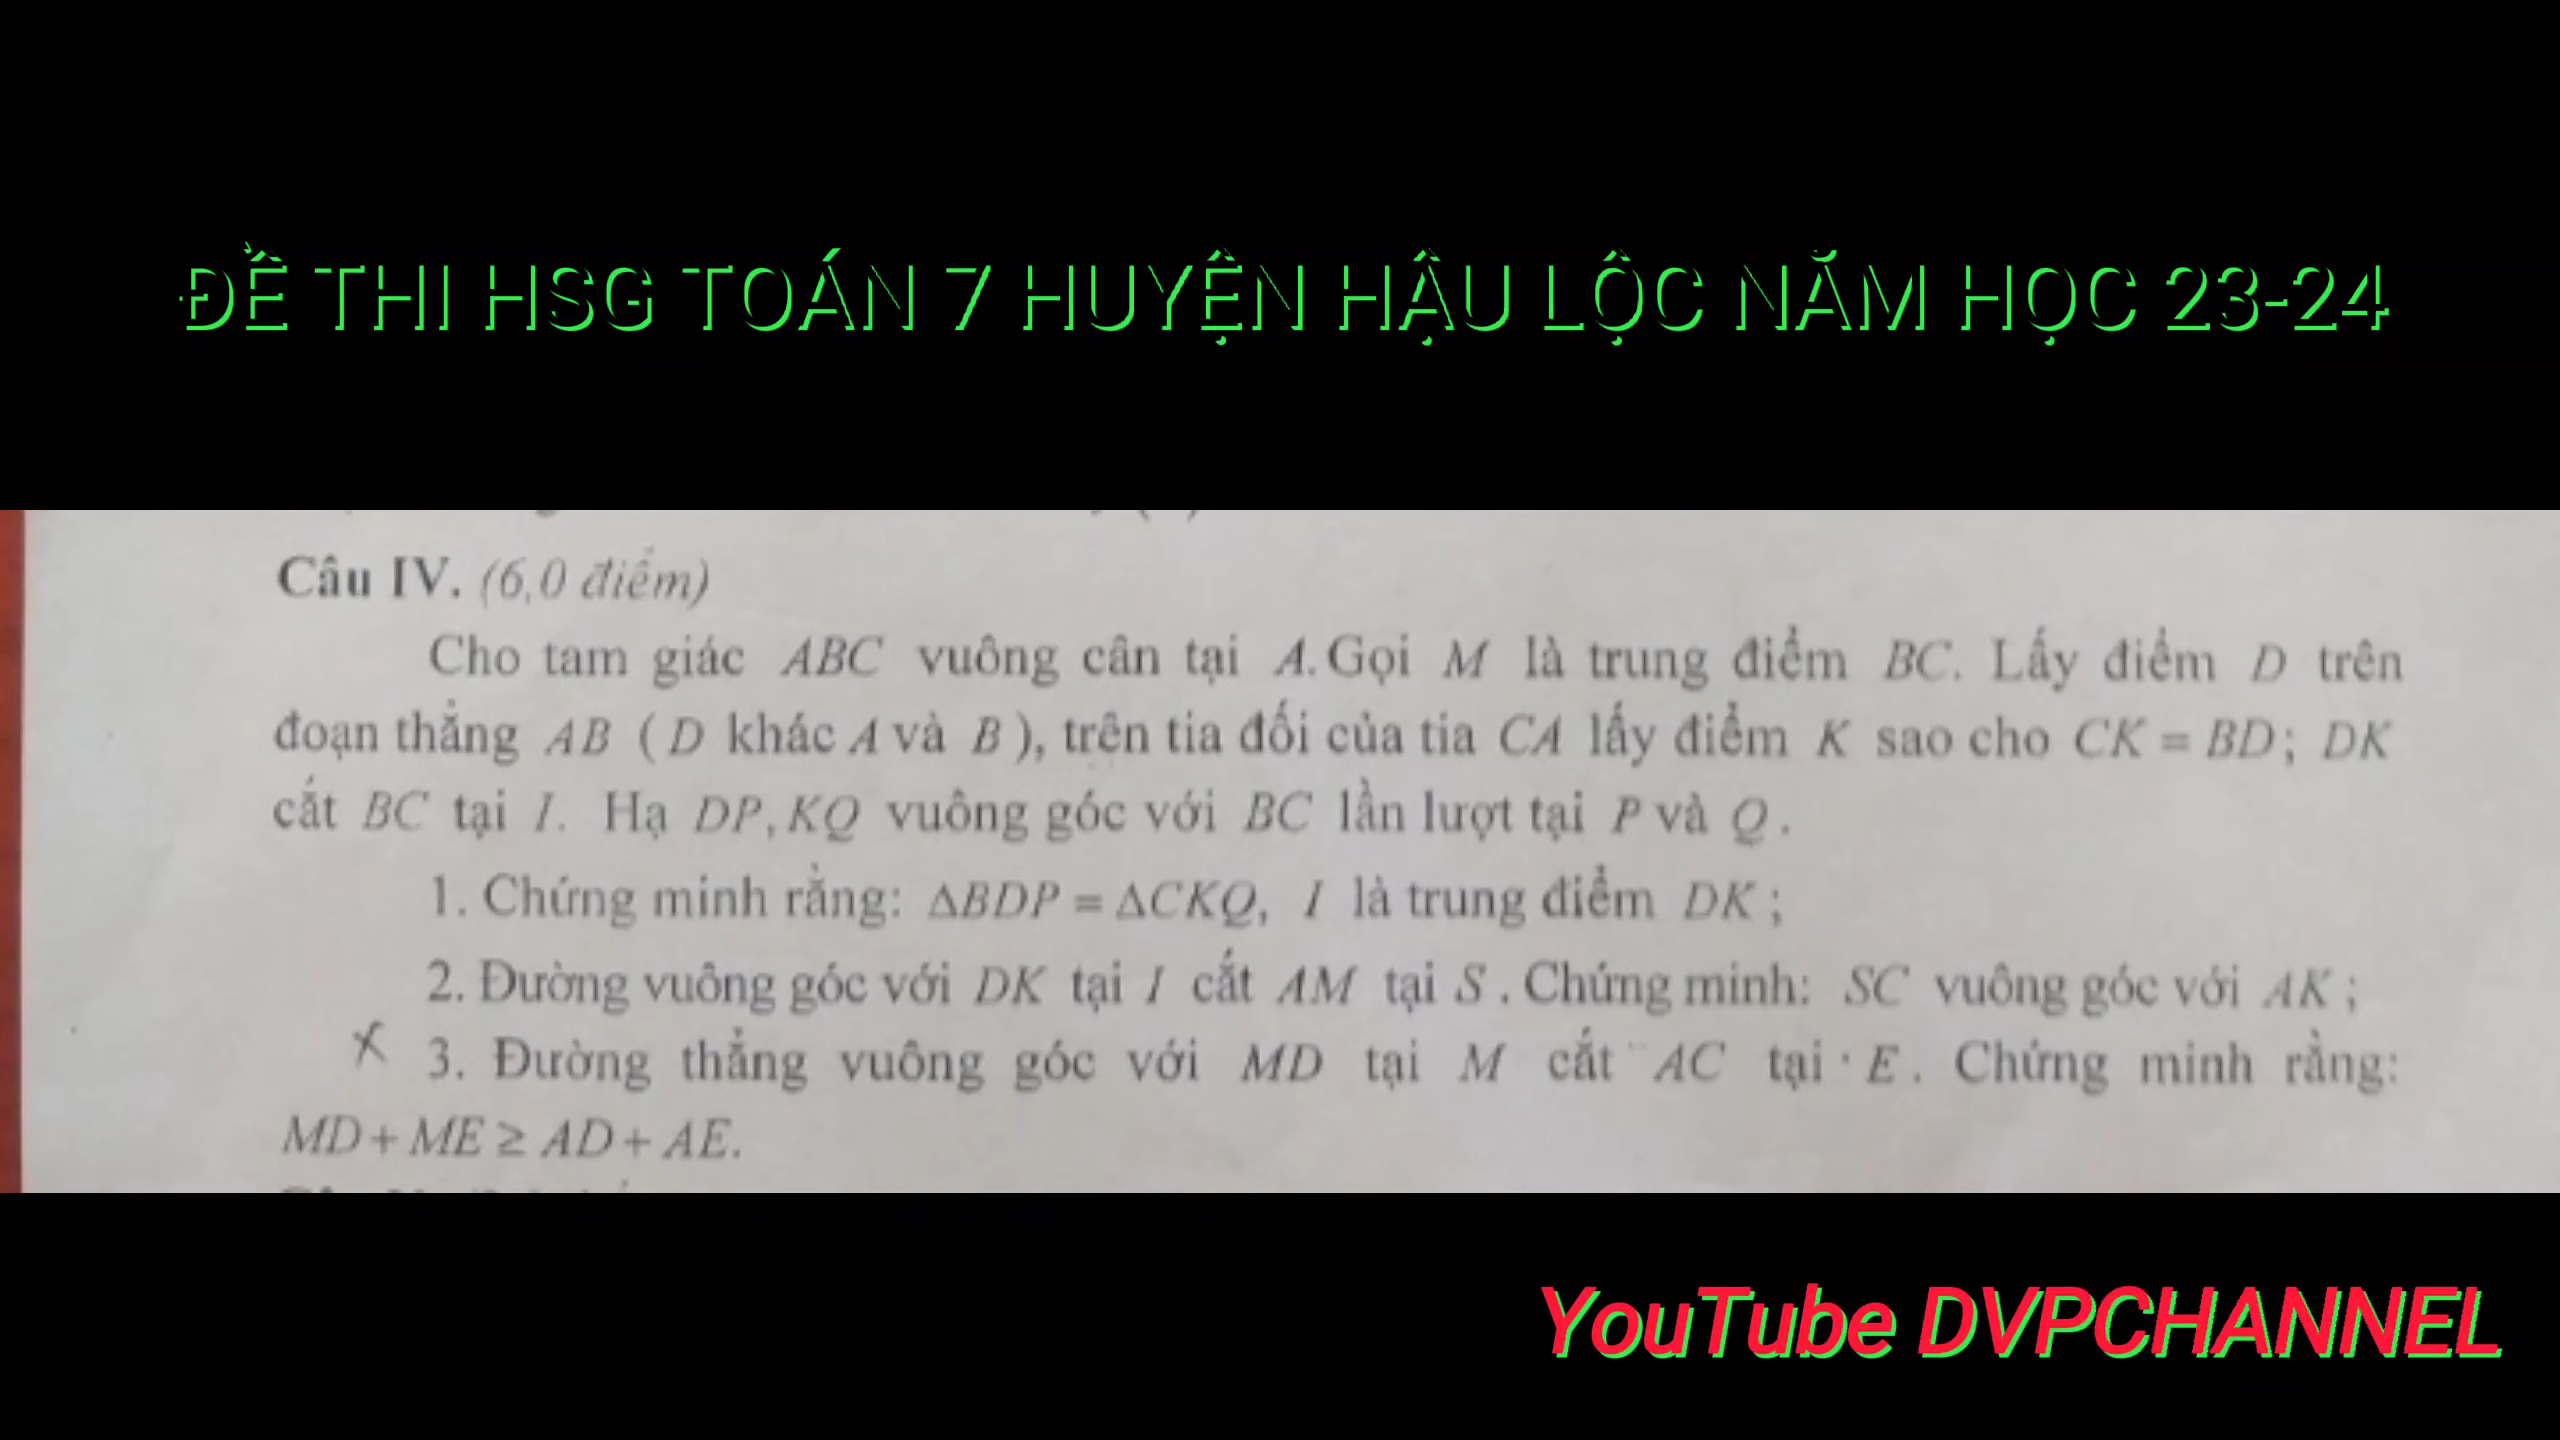 ĐỀ THI HSG TOÁN 7 HUYỆN HẬU LỘC NĂM HỌC 23-24
Câu IV. (6,0 điểm)
Cho tam giác ABC vuông cân tại A. Gọi M là trung điểm BC. Lấy điểm D trên
đoạn thẳng AB ( D khác A và B ), trên tia đối của tia CA lấy điểm K sao cho CK = BD; DK
cắt BC tại I. Hạ DP, KQ vuông góc với BC lần lượt tại P và Q.
1. Chứng minh rằng: ΔBDP = ΔCKQ, I là trung điểm DK ;
2. Đường vuông góc với DK tại I cắt AM tại S . Chứng minh: SC vuông góc với AK ;
x 3. Đường thẳng vuông góc với MD tại M cắt AC tại E . Chứng minh rằng:
MD + ME ≥ AD + AE.
YouTube DVPCHANNEL